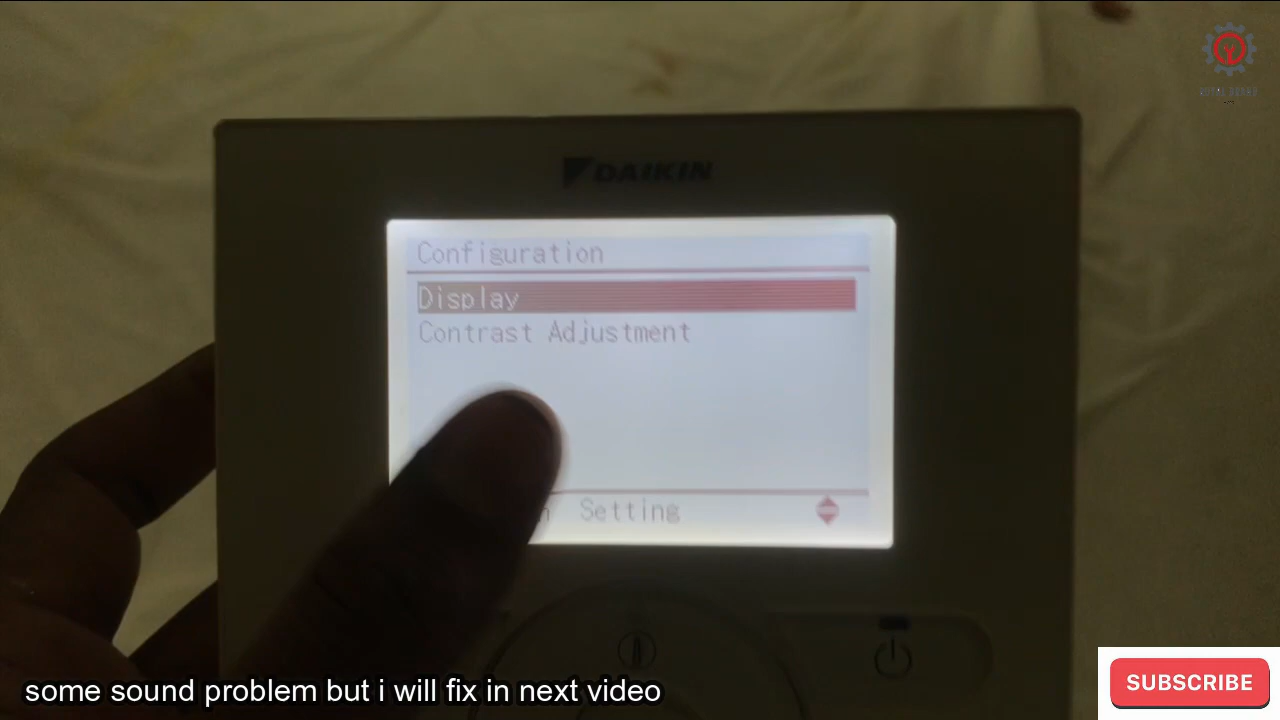 DAIKIN
Configuration
Display
Contrast Adjustment
Setting
some sound problem but i will fix in next video
SUBSCRIBE